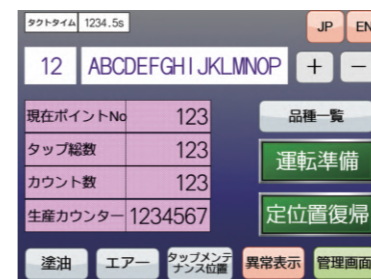 タクトタイム 1234.5s JP EN
12 ABCDEFGHIJKLMNOP + -
現在ポイントNo 123 品種一覧
タップ総数 123 運転準備
カウント数 123
生産カウンター 1234567 定位置復帰
塗油 エアー タップメンテ
ナンス位置 異常表示 管理画面